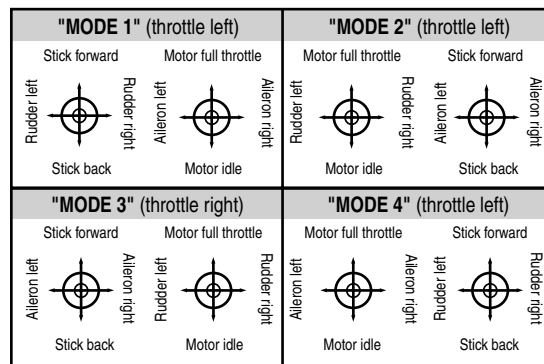 "MODE 1" (throttle left)
Stick forward Motor full throttle
Rudder left Rudder right Aileron left Aileron right
Stick back Motor idle
"MODE 2" (throttle left)
Motor full throttle Stick forward
Rudder left Rudder right Aileron left Aileron right
Motor idle Stick back
"MODE 3" (throttle right)
Stick forward Motor full throttle
Aileron left Aileron right Rudder left Rudder right
Stick back Motor idle
"MODE 4" (throttle left)
Motor full throttle Stick forward
Aileron left Aileron right Rudder left Rudder right
Motor idle Stick back